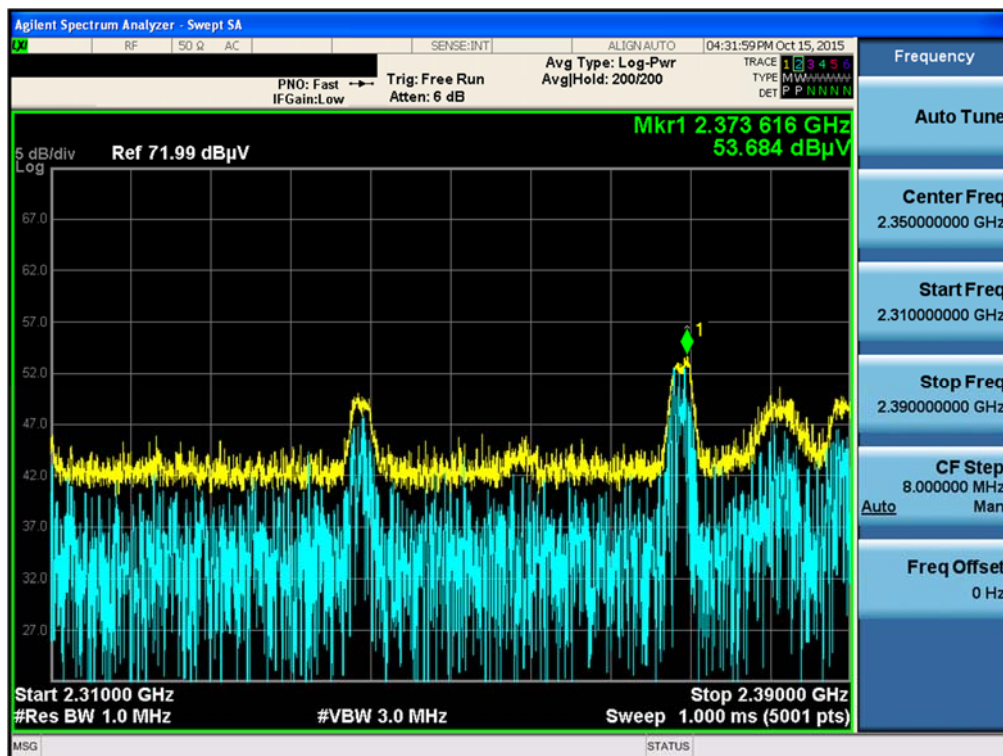 Agilent Spectrum Analyzer - Swept SA
LXI RF 50 Ω AC SENSE:INT ALIGN AUTO 04:31:59 PM Oct 15, 2015
PNO: Fast
IFGain:Low
Trig: Free Run
Atten: 6 dB
Avg Type: Log-Pwr
Avg|Hold: 200/200
TRACE 1 2 3 4 5 6
TYPE M W W W W W
DET P P N N N N
Mkr1 2.373 616 GHz
53.684 dBµV
5 dB/div Ref 71.99 dBµV
Log
67.0
62.0
57.0
1
52.0
47.0
42.0
37.0
32.0
27.0
Start 2.31000 GHz Stop 2.39000 GHz
#Res BW 1.0 MHz #VBW 3.0 MHz Sweep 1.000 ms (5001 pts)
MSG STATUS
Frequency
Auto Tune
Center Freq
2.350000000 GHz
Start Freq
2.310000000 GHz
Stop Freq
2.390000000 GHz
CF Step
8.000000 MHz
Auto Man
Freq Offset
0 Hz